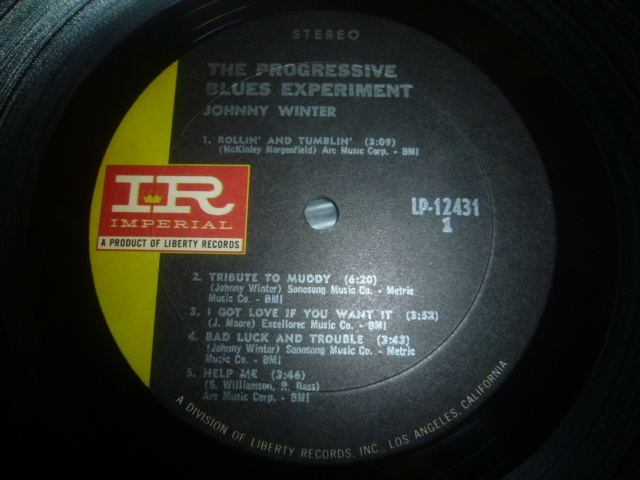 STEREO
THE PROGRESSIVE
BLUES EXPERIMENT
JOHNNY WINTER
1. ROLLIN' AND TUMBLIN' (3:09)
(McKinley Morgenfield) Arc Music Corp. - BMI
IR
IMPERIAL
A PRODUCT OF LIBERTY RECORDS
LP-12431
1
2. TRIBUTE TO MUDDY (6:20)
(Johnny Winter) Sonosong Music Co. - Metric
Music Co. - BMI
3. I GOT LOVE IF YOU WANT IT (3:52)
(J. Moore) Excellorec Music Co. - BMI
4. BAD LUCK AND TROUBLE (3:43)
(Johnny Winter) Sonosong Music Co. - Metric
Music Co. - BMI
5. HELP ME (3:46)
(S. Williamson, R. Bass)
Arc Music Corp. - BMI
A DIVISION OF LIBERTY RECORDS, INC., LOS ANGELES, CALIFORNIA